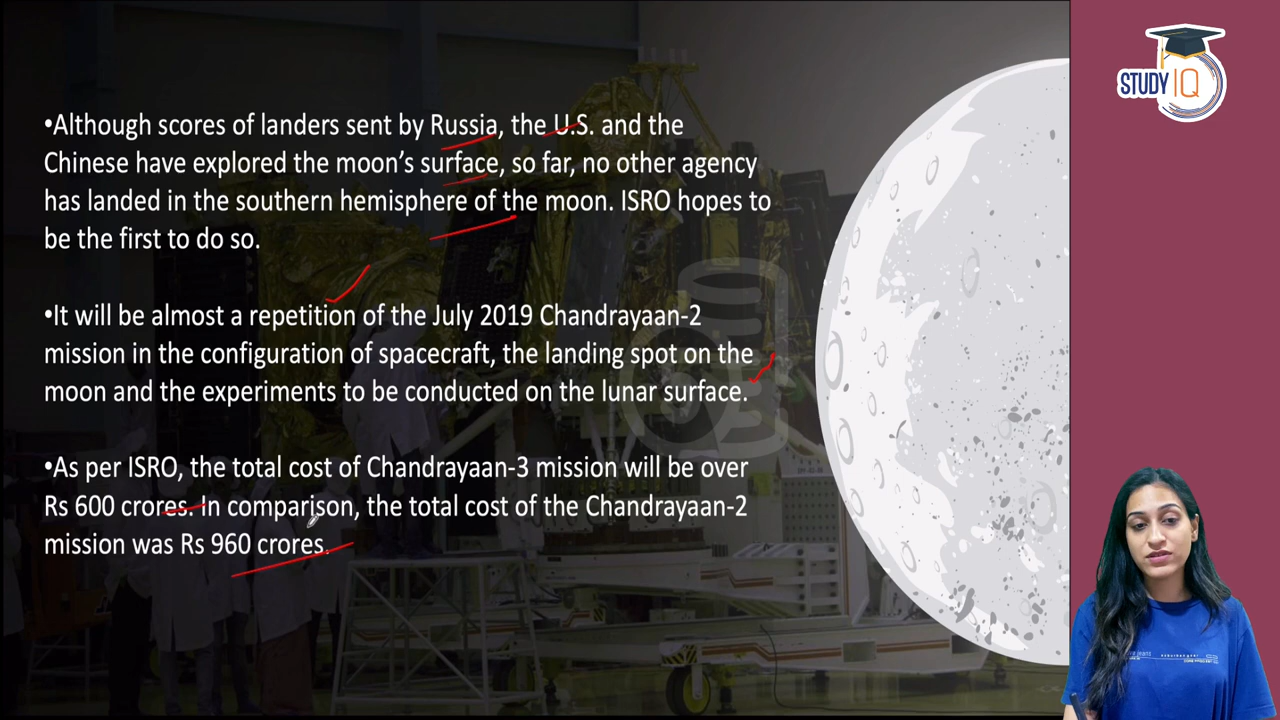 •Although scores of landers sent by Russia, the U.S. and the
Chinese have explored the moon's surface, so far, no other agency
has landed in the southern hemisphere of the moon. ISRO hopes to
be the first to do so.
•It will be almost a repetition of the July 2019 Chandrayaan-2
mission in the configuration of spacecraft, the landing spot on the
moon and the experiments to be conducted on the lunar surface.
•As per ISRO, the total cost of Chandrayaan-3 mission will be over
Rs 600 crores. In comparison, the total cost of the Chandrayaan-2
mission was Rs 960 crores.
STUDY IQ